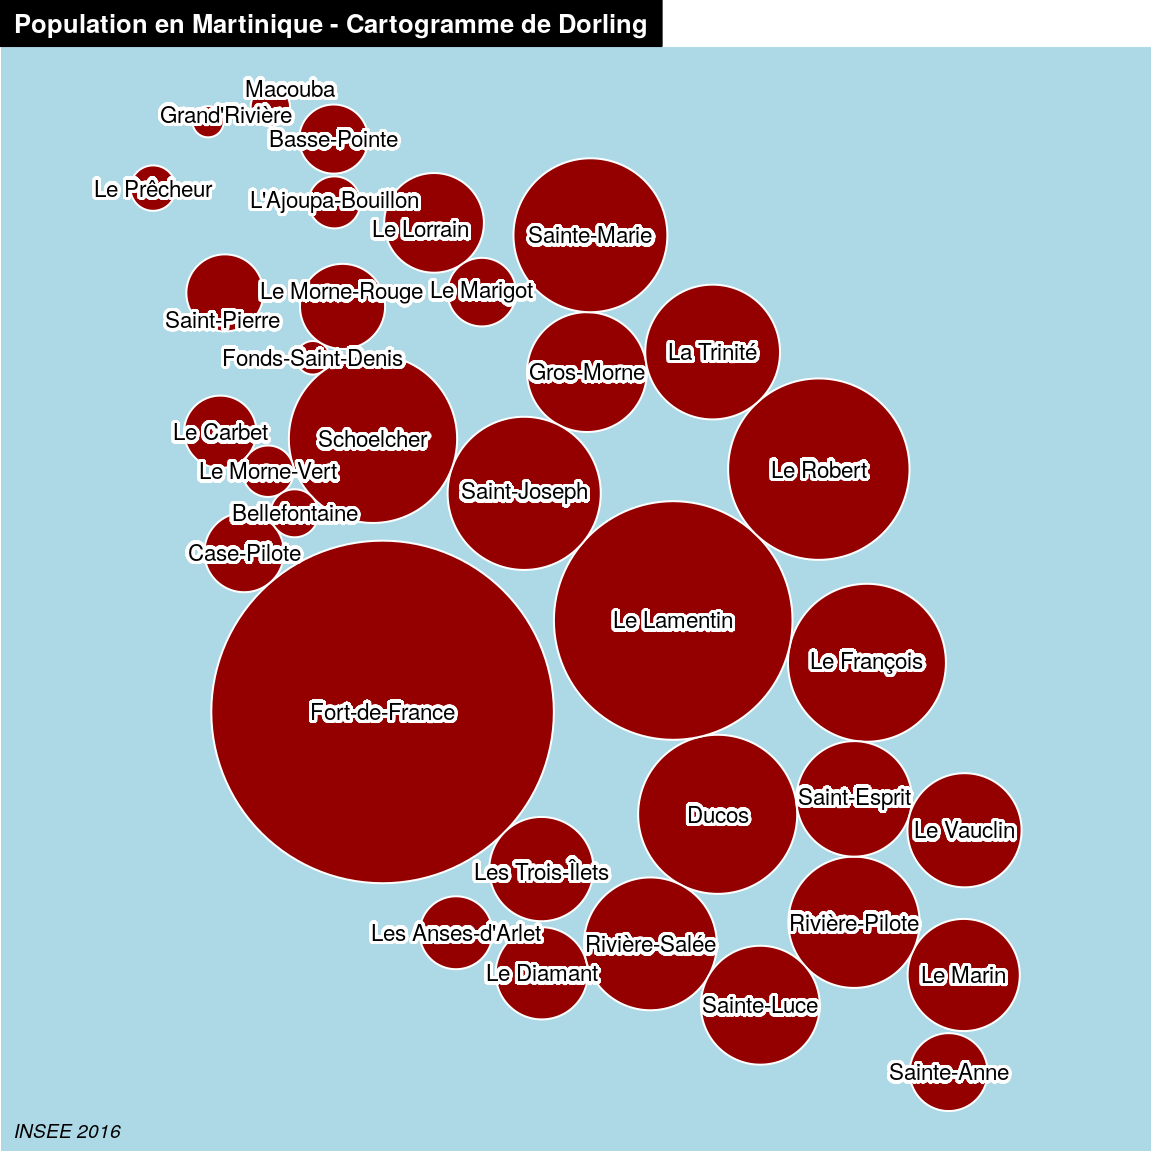 Population en Martinique - Cartogramme de Dorling
Macouba
Grand'Rivière
Basse-Pointe
Le Prêcheur
L'Ajoupa-Bouillon
Le Lorrain
Sainte-Marie
Le Morne-Rouge
Le Marigot
Saint-Pierre
La Trinité
Fonds-Saint-Denis
Gros-Morne
Le Carbet
Schoelcher
Le Morne-Vert
Le Robert
Saint-Joseph
Bellefontaine
Case-Pilote
Le Lamentin
Le François
Fort-de-France
Saint-Esprit
Ducos
Le Vauclin
Les Trois-Îlets
Rivière-Pilote
Les Anses-d'Arlet
Rivière-Salée
Le Diamant
Le Marin
Sainte-Luce
Sainte-Anne
INSEE 2016